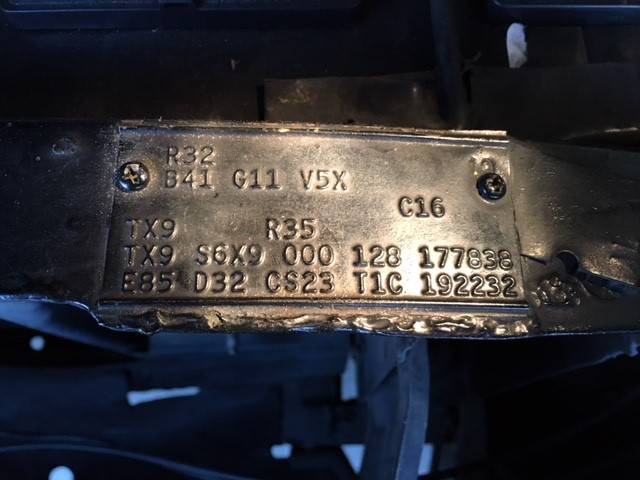 R32
B41 G11 V5X
C16
TX9 R35
TX9 S6X9 000 128 177838
E85 D32 CS23 T1C 192232